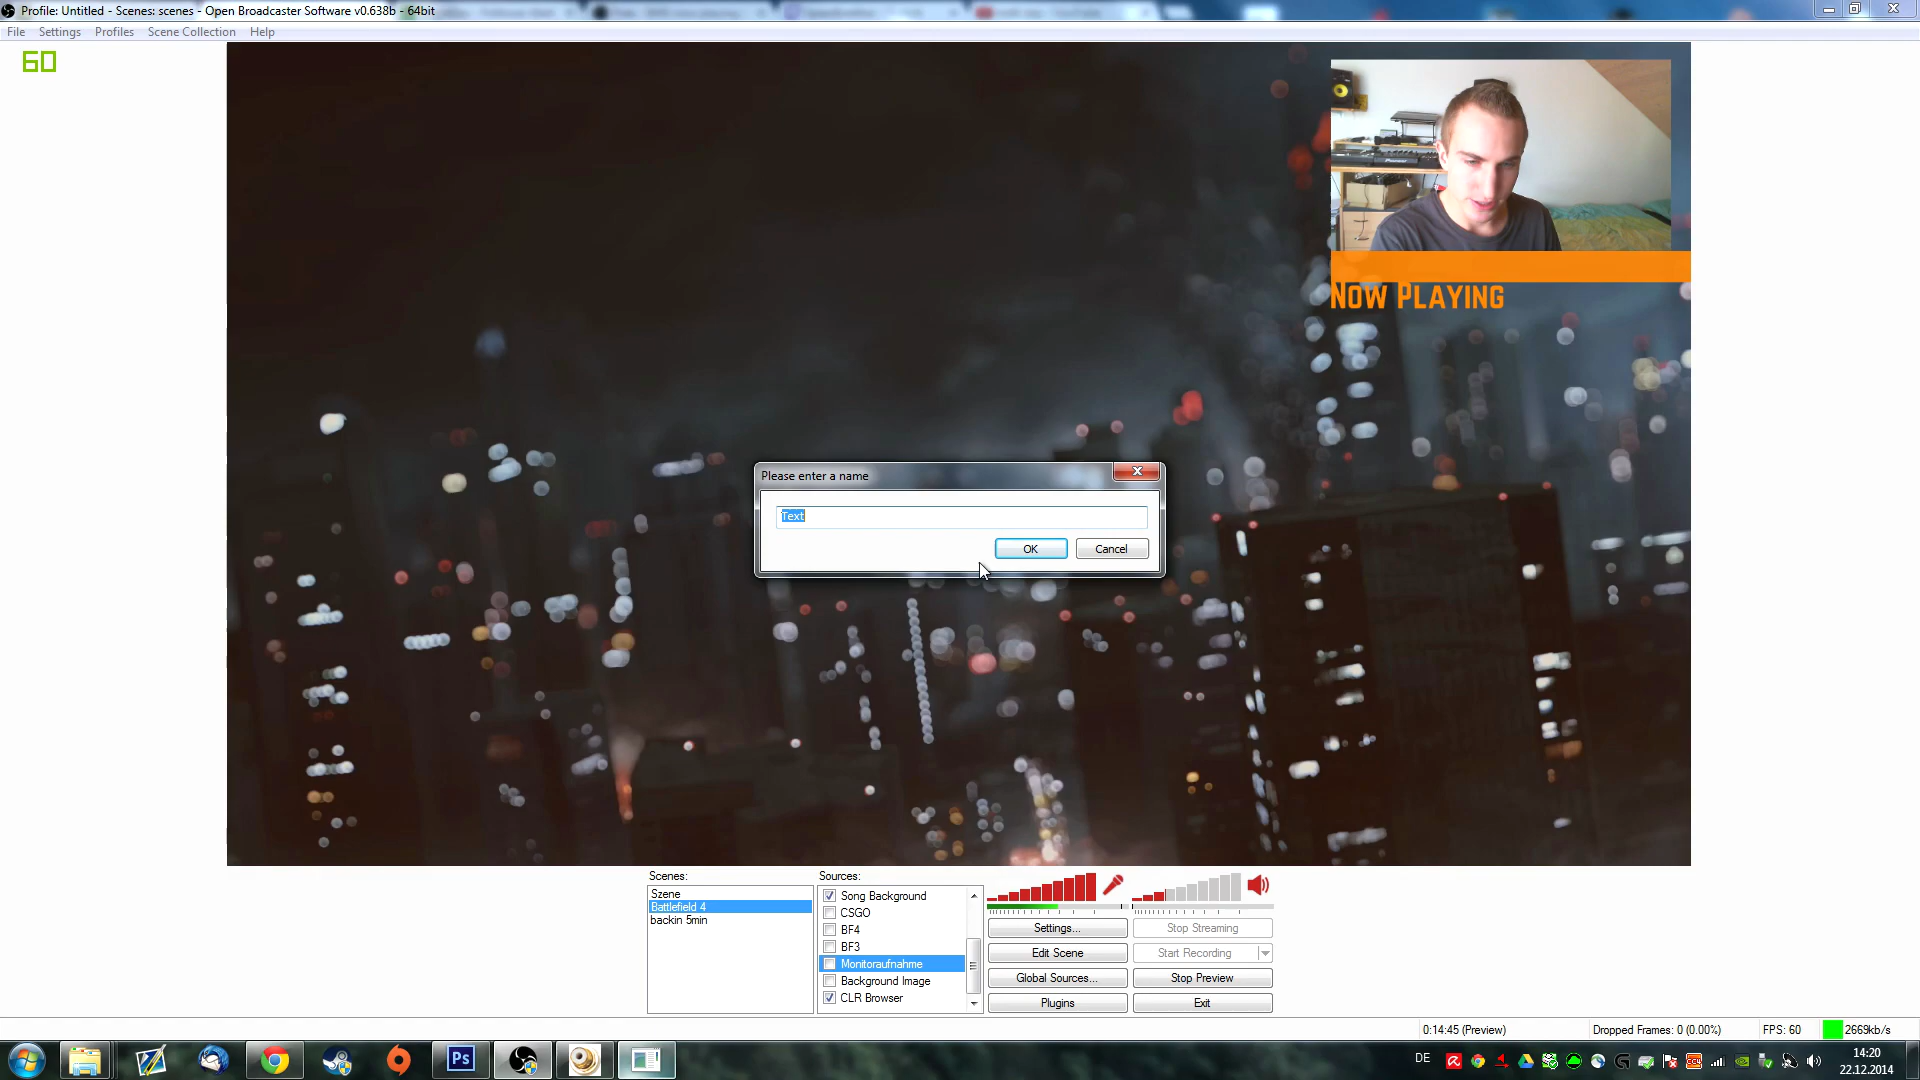 Profile: Untitled - Scenes: scenes - Open Broadcaster Software v0.638b - 64bit
File Settings Profiles Scene Collection Help
60
NOW PLAYING
Please enter a name
Text
OK Cancel
Scenes:
Szene
Battlefield 4
backin 5min
Sources:
Song Background
CSGO
BF4
BF3
Monitoraufnahme
Background Image
CLR Browser
Settings... Stop Streaming
Edit Scene Start Recording
Global Sources... Stop Preview
Plugins Exit
0:14:45 (Preview) Dropped Frames: 0 (0.00%) FPS: 60 2669kb/s
Ps
DE
14:20
22.12.2014